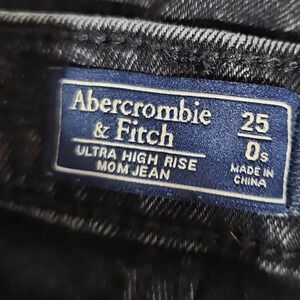 Abercrombie
& Fitch
ULTRA HIGH RISE
MOM JEAN
25
0s
MADE IN
CHINA